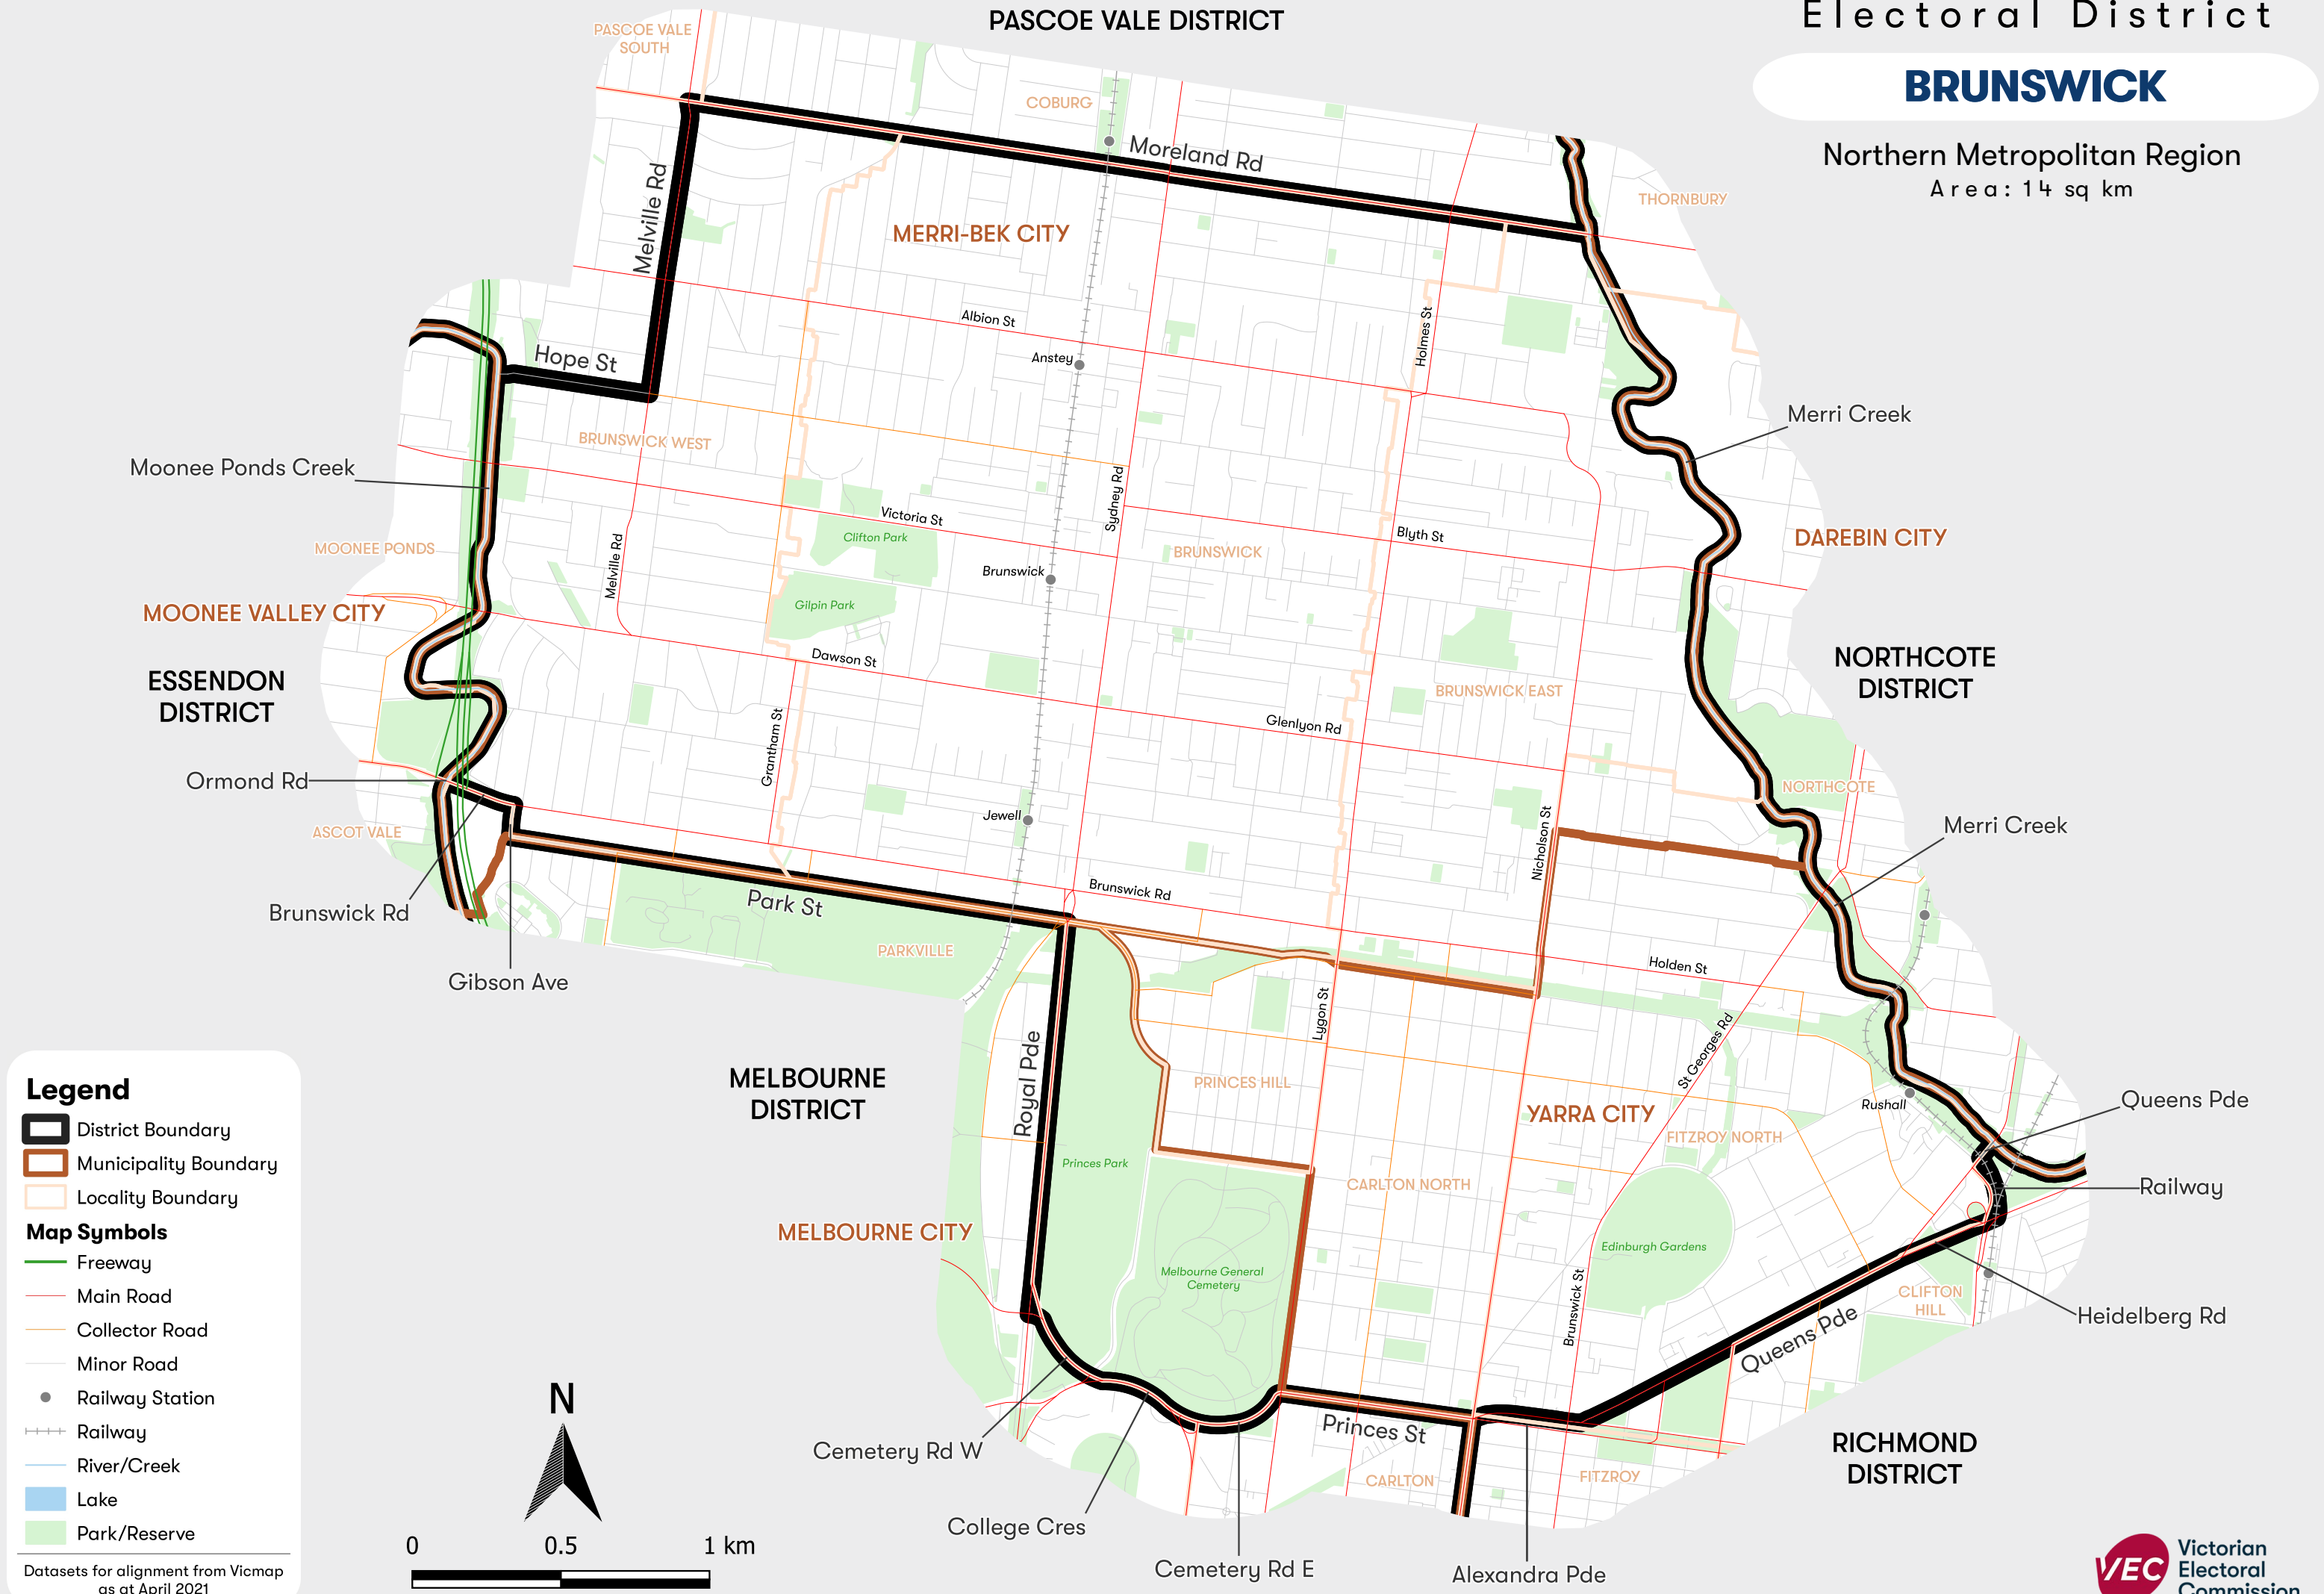 Electoral District
BRUNSWICK
Northern Metropolitan Region
Area: 14 sq km
PASCOE VALE DISTRICT
PASCOE VALE
SOUTH
COBURG
Moreland Rd
THORNBURY
Melville Rd
MERRI-BEK CITY
Albion St
Holmes St
Hope St
Anstey
Merri Creek
BRUNSWICK WEST
Moonee Ponds Creek
Sydney Rd
Victoria St
Clifton Park
Blyth St
DAREBIN CITY
MOONEE PONDS
Melville Rd
BRUNSWICK
Brunswick
MOONEE VALLEY CITY
Gilpin Park
Dawson St
NORTHCOTE
DISTRICT
ESSENDON
DISTRICT
BRUNSWICK EAST
Grantham St
Glenlyon Rd
Ormond Rd
NORTHCOTE
Jewell
Nicholson St
ASCOT VALE
Merri Creek
Brunswick Rd
Park St
Brunswick Rd
PARKVILLE
Gibson Ave
Holden St
Lygon St
St Georges Rd
Royal Pde
MELBOURNE
DISTRICT
PRINCES HILL
YARRA CITY
Rushall
Queens Pde
FITZROY NORTH
Princes Park
CARLTON NORTH
Railway
MELBOURNE CITY
Edinburgh Gardens
Melbourne General
Cemetery
Brunswick St
CLIFTON
HILL
Heidelberg Rd
Queens Pde
Princes St
Cemetery Rd W
RICHMOND
DISTRICT
CARLTON
FITZROY
College Cres
Cemetery Rd E
Alexandra Pde
Legend
District Boundary
Municipality Boundary
Locality Boundary
Map Symbols
Freeway
Main Road
Collector Road
Minor Road
Railway Station
Railway
River/Creek
Lake
Park/Reserve
Datasets for alignment from Vicmap
as at April 2021
N
0 0.5 1 km
VEC
Victorian
Electoral
Commission